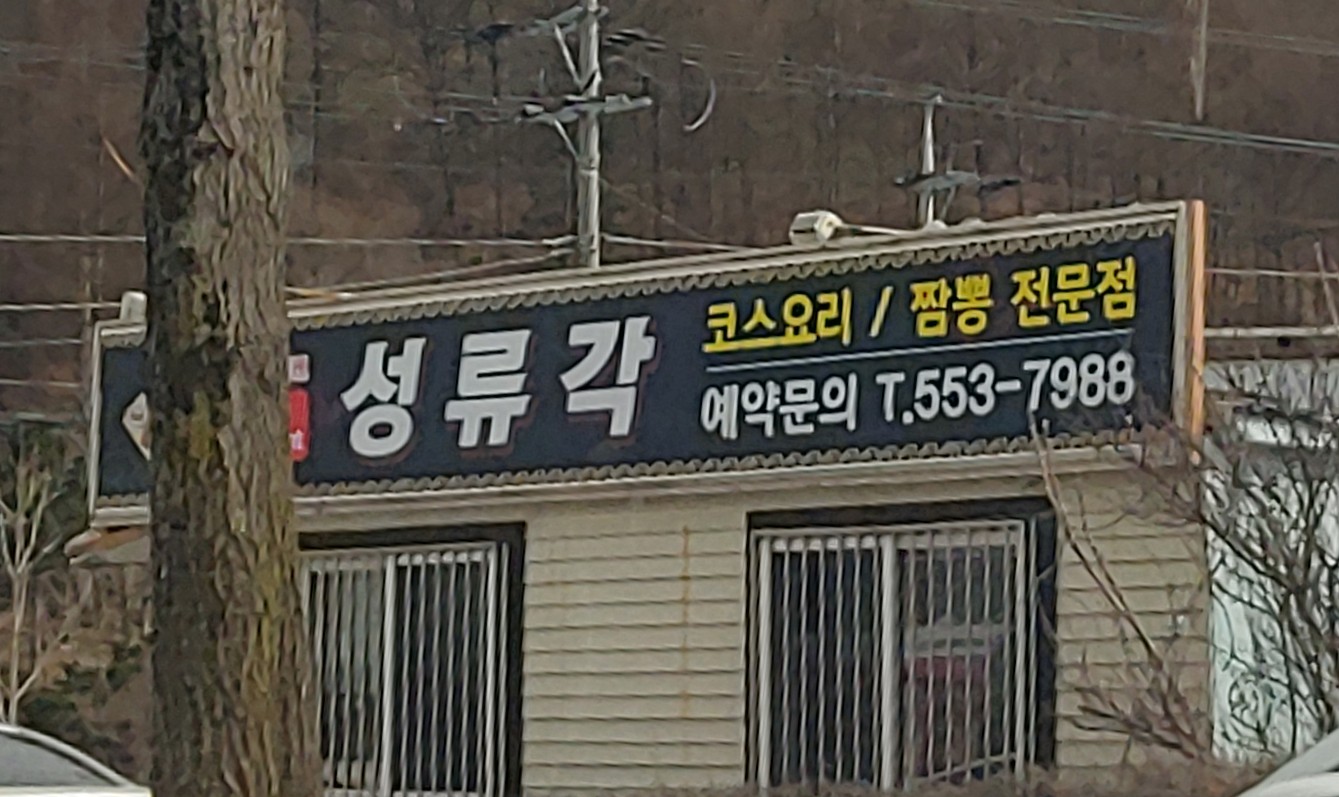 성류각
코스요리 / 짬뽕 전문점
예약문의 T.553-7988